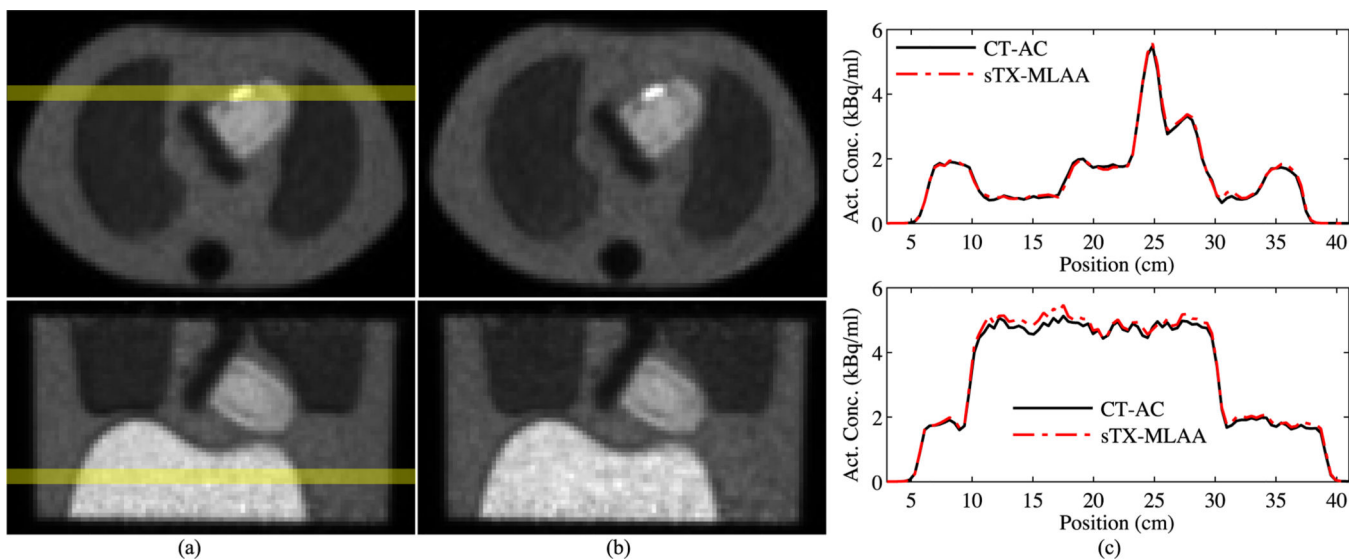 6
4
2
0
Act. Conc. (kBq/ml)
CT-AC
sTX-MLAA
5 10 15 20 25 30 35 40
Position (cm)
6
4
2
0
Act. Conc. (kBq/ml)
CT-AC
sTX-MLAA
5 10 15 20 25 30 35 40
Position (cm)
(a) (b) (c)